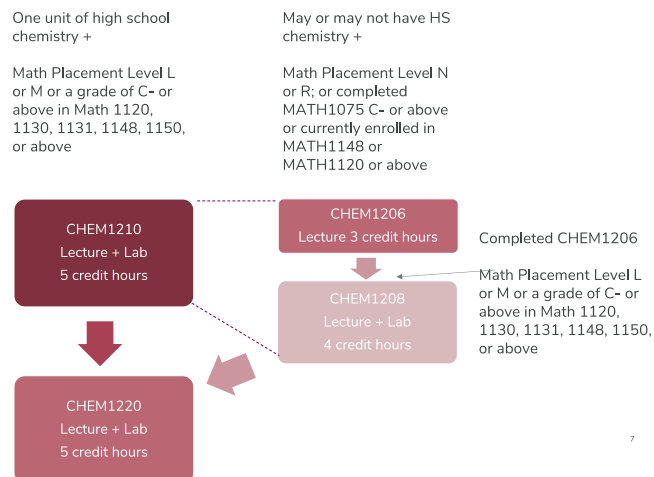 One unit of high school
chemistry +
Math Placement Level L
or M or a grade of C- or
above in Math 1120,
1130, 1131, 1148, 1150,
or above
May or may not have HS
chemistry +
Math Placement Level N
or R; or completed
MATH1075 C- or above
or currently enrolled in
MATH1148 or
MATH1120 or above
CHEM1210
Lecture + Lab
5 credit hours
CHEM1206
Lecture 3 credit hours
CHEM1208
Lecture + Lab
4 credit hours
Completed CHEM1206
Math Placement Level L
or M or a grade of C- or
above in Math 1120,
1130, 1131, 1148, 1150,
or above
CHEM1220
Lecture + Lab
5 credit hours
7